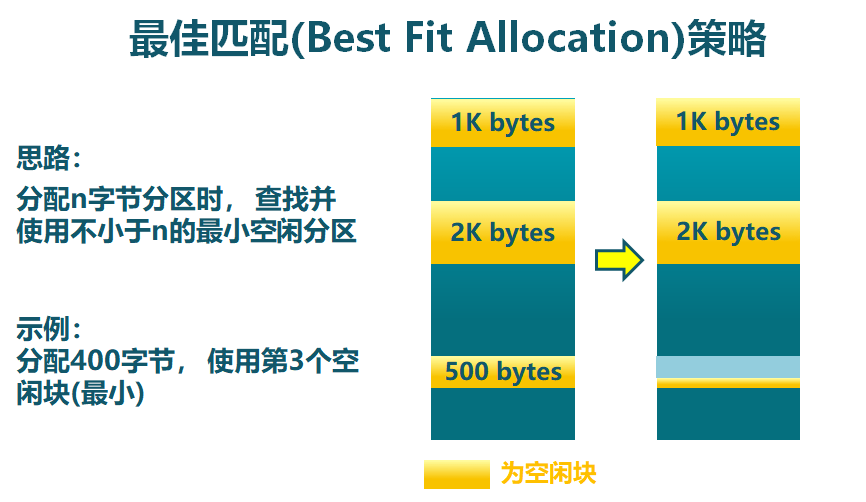 最佳匹配(Best Fit Allocation)策略
思路：
分配n字节分区时， 查找并
使用不小于n的最小空闲分区
示例：
分配400字节， 使用第3个空
闲块(最小)
1K bytes
2K bytes
500 bytes
1K bytes
2K bytes
为空闲块